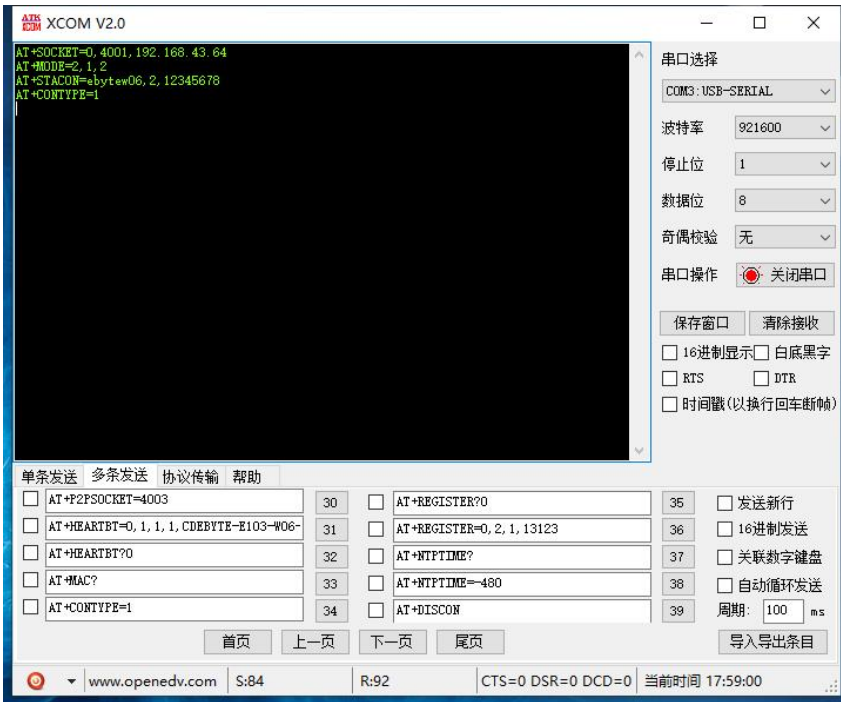 ATK XCOM XCOM V2.0
AT+SOCKET=0,4001,192.168.43.64
AT+MODE=2,1,2
AT+STACON=ebytew06,2,12345678
AT+CONTYPE=1
串口选择
COM3:USB-SERIAL
波特率 921600
停止位 1
数据位 8
奇偶校验 无
串口操作 关闭串口
保存窗口 清除接收
16进制显示 白底黑字
RTS DTR
时间戳(以换行回车断帧)
单条发送 多条发送 协议传输 帮助
AT+P2PSOCKET=4003 30 AT+REGISTER?0 35 发送新行
AT+HEARTBT=0,1,1,1,CDEBYTE-E103-W06- 31 AT+REGISTER=0,2,1,13123 36 16进制发送
AT+HEARTBT?0 32 AT+NTPTIME? 37 关联数字键盘
AT+MAC? 33 AT+NTPTIME=-480 38 自动循环发送
AT+CONTYPE=1 34 AT+DISCON 39 周期: 100 ms
首页 上一页 下一页 尾页 导入导出条目
www.openedv.com S:84 R:92 CTS=0 DSR=0 DCD=0 当前时间 17:59:00